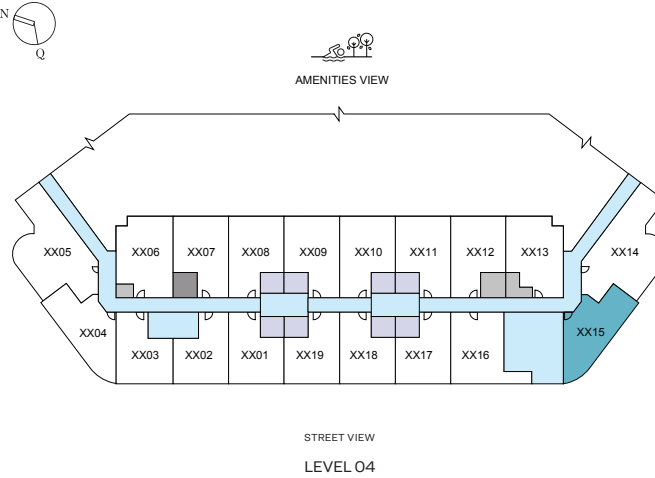 N
Q
AMENITIES VIEW
XX05 XX06 XX07 XX08 XX09 XX10 XX11 XX12 XX13 XX14
XX04 XX15
XX03 XX02 XX01 XX19 XX18 XX17 XX16
STREET VIEW
LEVEL 04